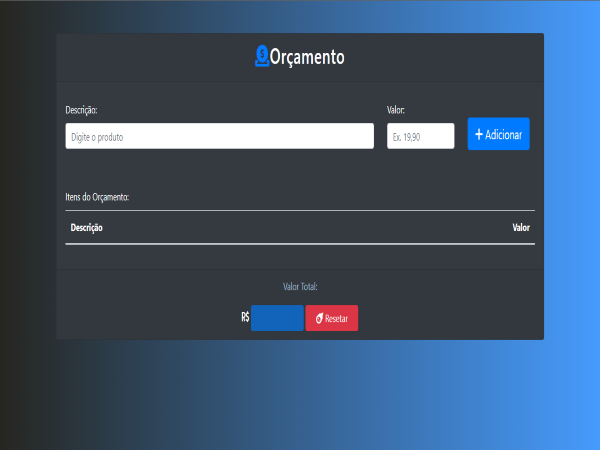 Orçamento
Descrição:
Valor:
Digite o produto
Ex. 19,90
Adicionar
Itens do Orçamento:
Descrição
Valor
Valor Total:
R$
Resetar